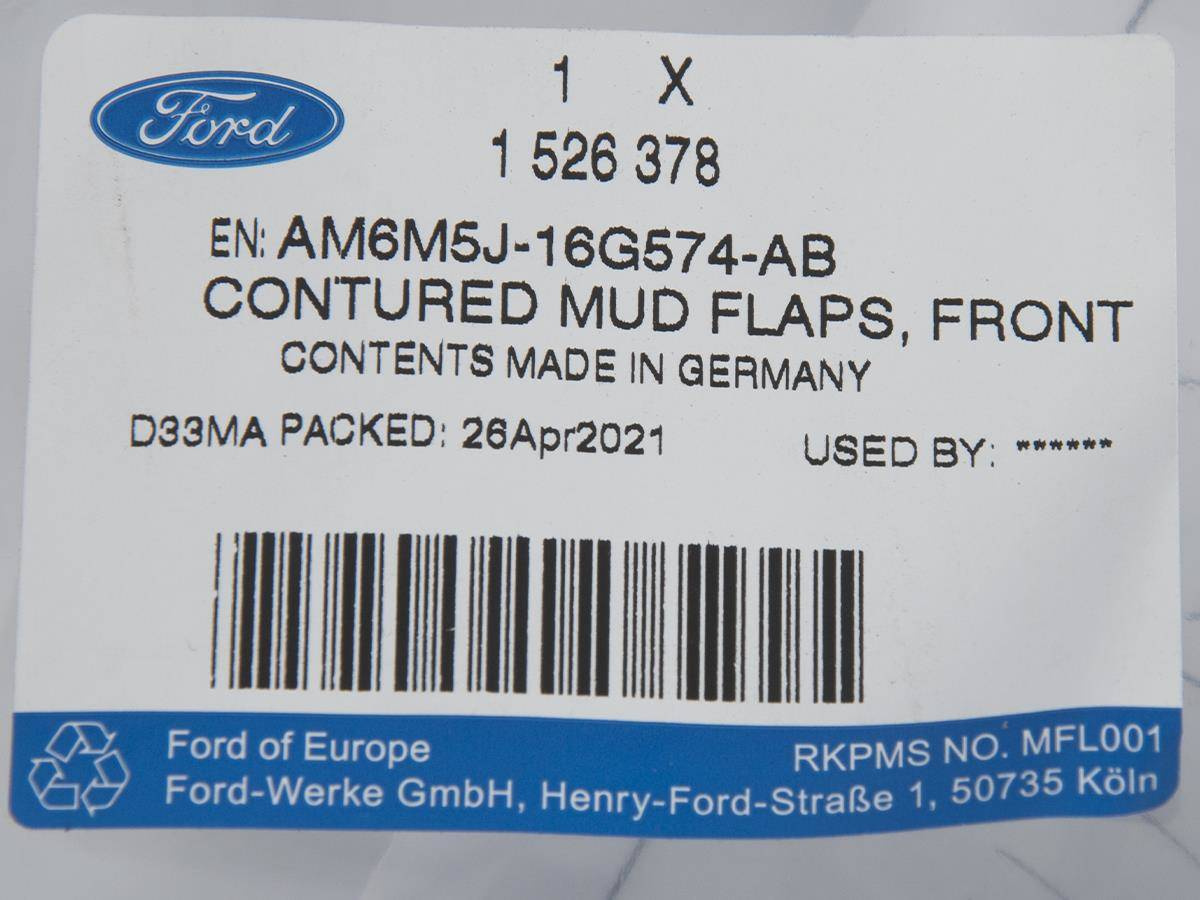 Ford
1 X
1 526 378
EN: AM6M5J-16G574-AB
CONTURED MUD FLAPS, FRONT
CONTENTS MADE IN GERMANY
D33MA PACKED: 26Apr2021 USED BY: ******
Ford of Europe RKPMS NO. MFL001
Ford-Werke GmbH, Henry-Ford-Straße 1, 50735 Köln